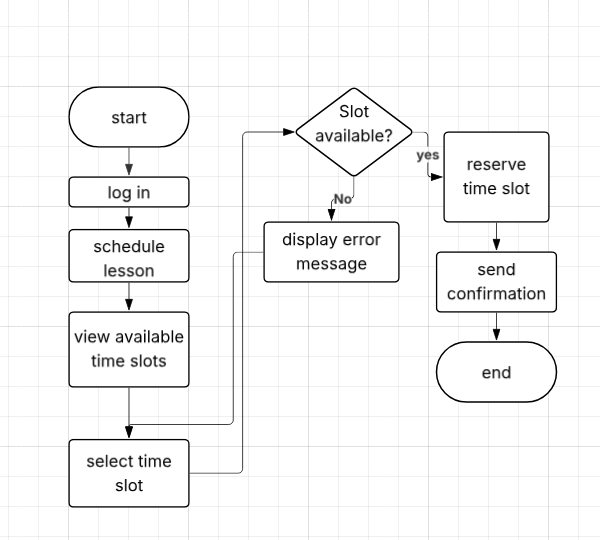 start
log in
schedule
lesson
view available
time slots
select time
slot
Slot
available?
yes
No
display error
message
reserve
time slot
send
confirmation
end